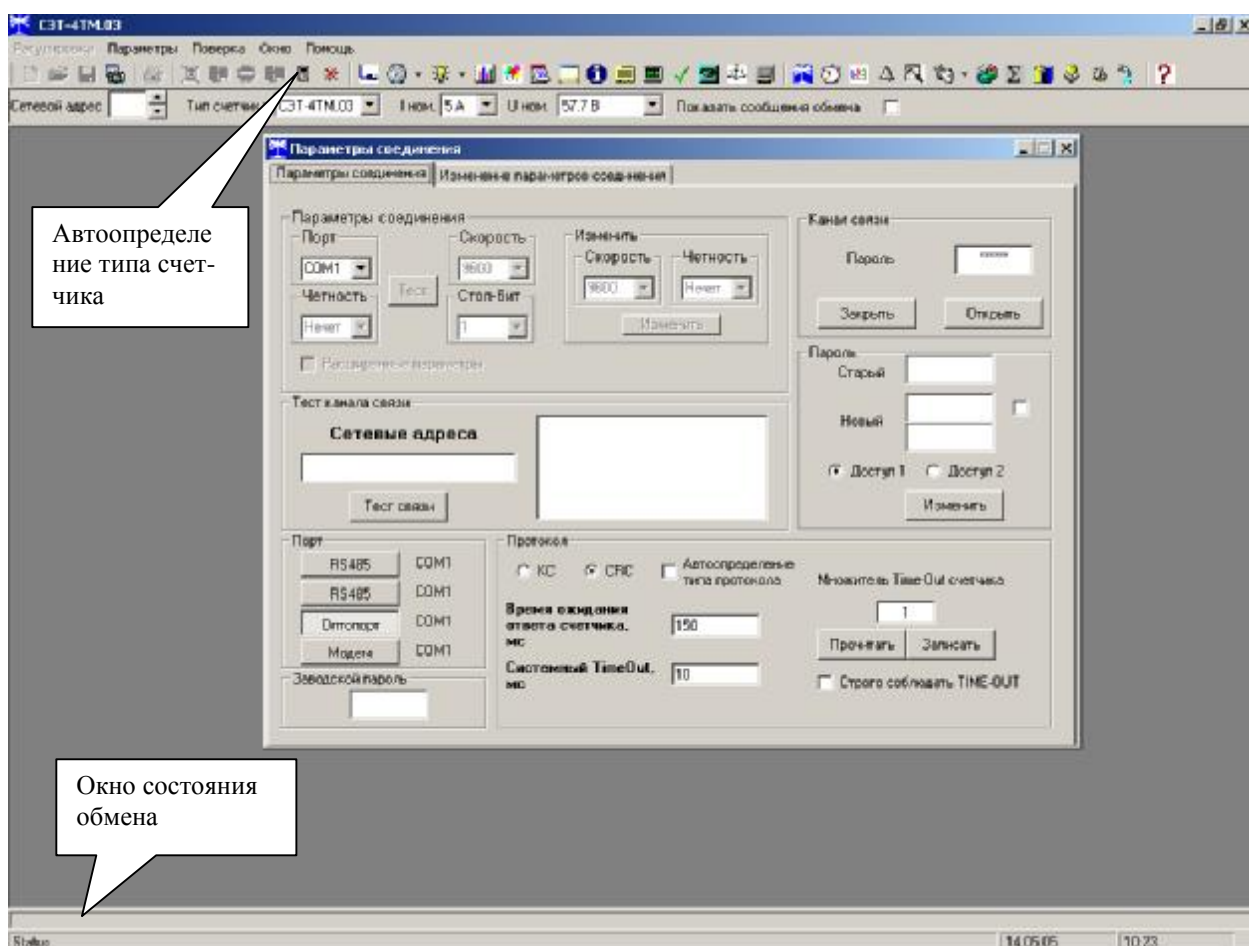 СЭТ-4ТМ.03
Параметры Поверка Окно Помощь
Сетевой адрес Тип счетчика СЭТ-4ТМ.03 I ном. 5 А U ном. 57.7 В Показать сообщения обмена
Параметры соединения
Параметры соединения Изменение параметров соединения
Автоопределе
ние типа счет-
чика
Параметры соединения
Порт Скорость
COM1 Тест 9600
Четность Стоп-Бит
Нечет 1
Расширенные параметры
Изменить
Скорость Четность
9600 Нечет
Изменить
Канал связи
Пароль ******
Закрыть Открыть
Пароль
Старый
Новый
Доступ 1 Доступ 2
Изменить
Тест канала связи
Сетевые адреса
Тест связи
Порт
RS485 COM1
RS485 COM1
Оптопорт COM1
Модем COM1
Заводской пароль
Протокол
КС CRC Автоопределение
типа протокола
Время ожидания
ответа счетчика,
мс
150
Системный TimeOut,
мс
10
Множитель Time-Out счетчика
1
Прочитать Записать
Строго соблюдать TIME-OUT
Окно состояния
обмена
Status 14.05.05 10:23